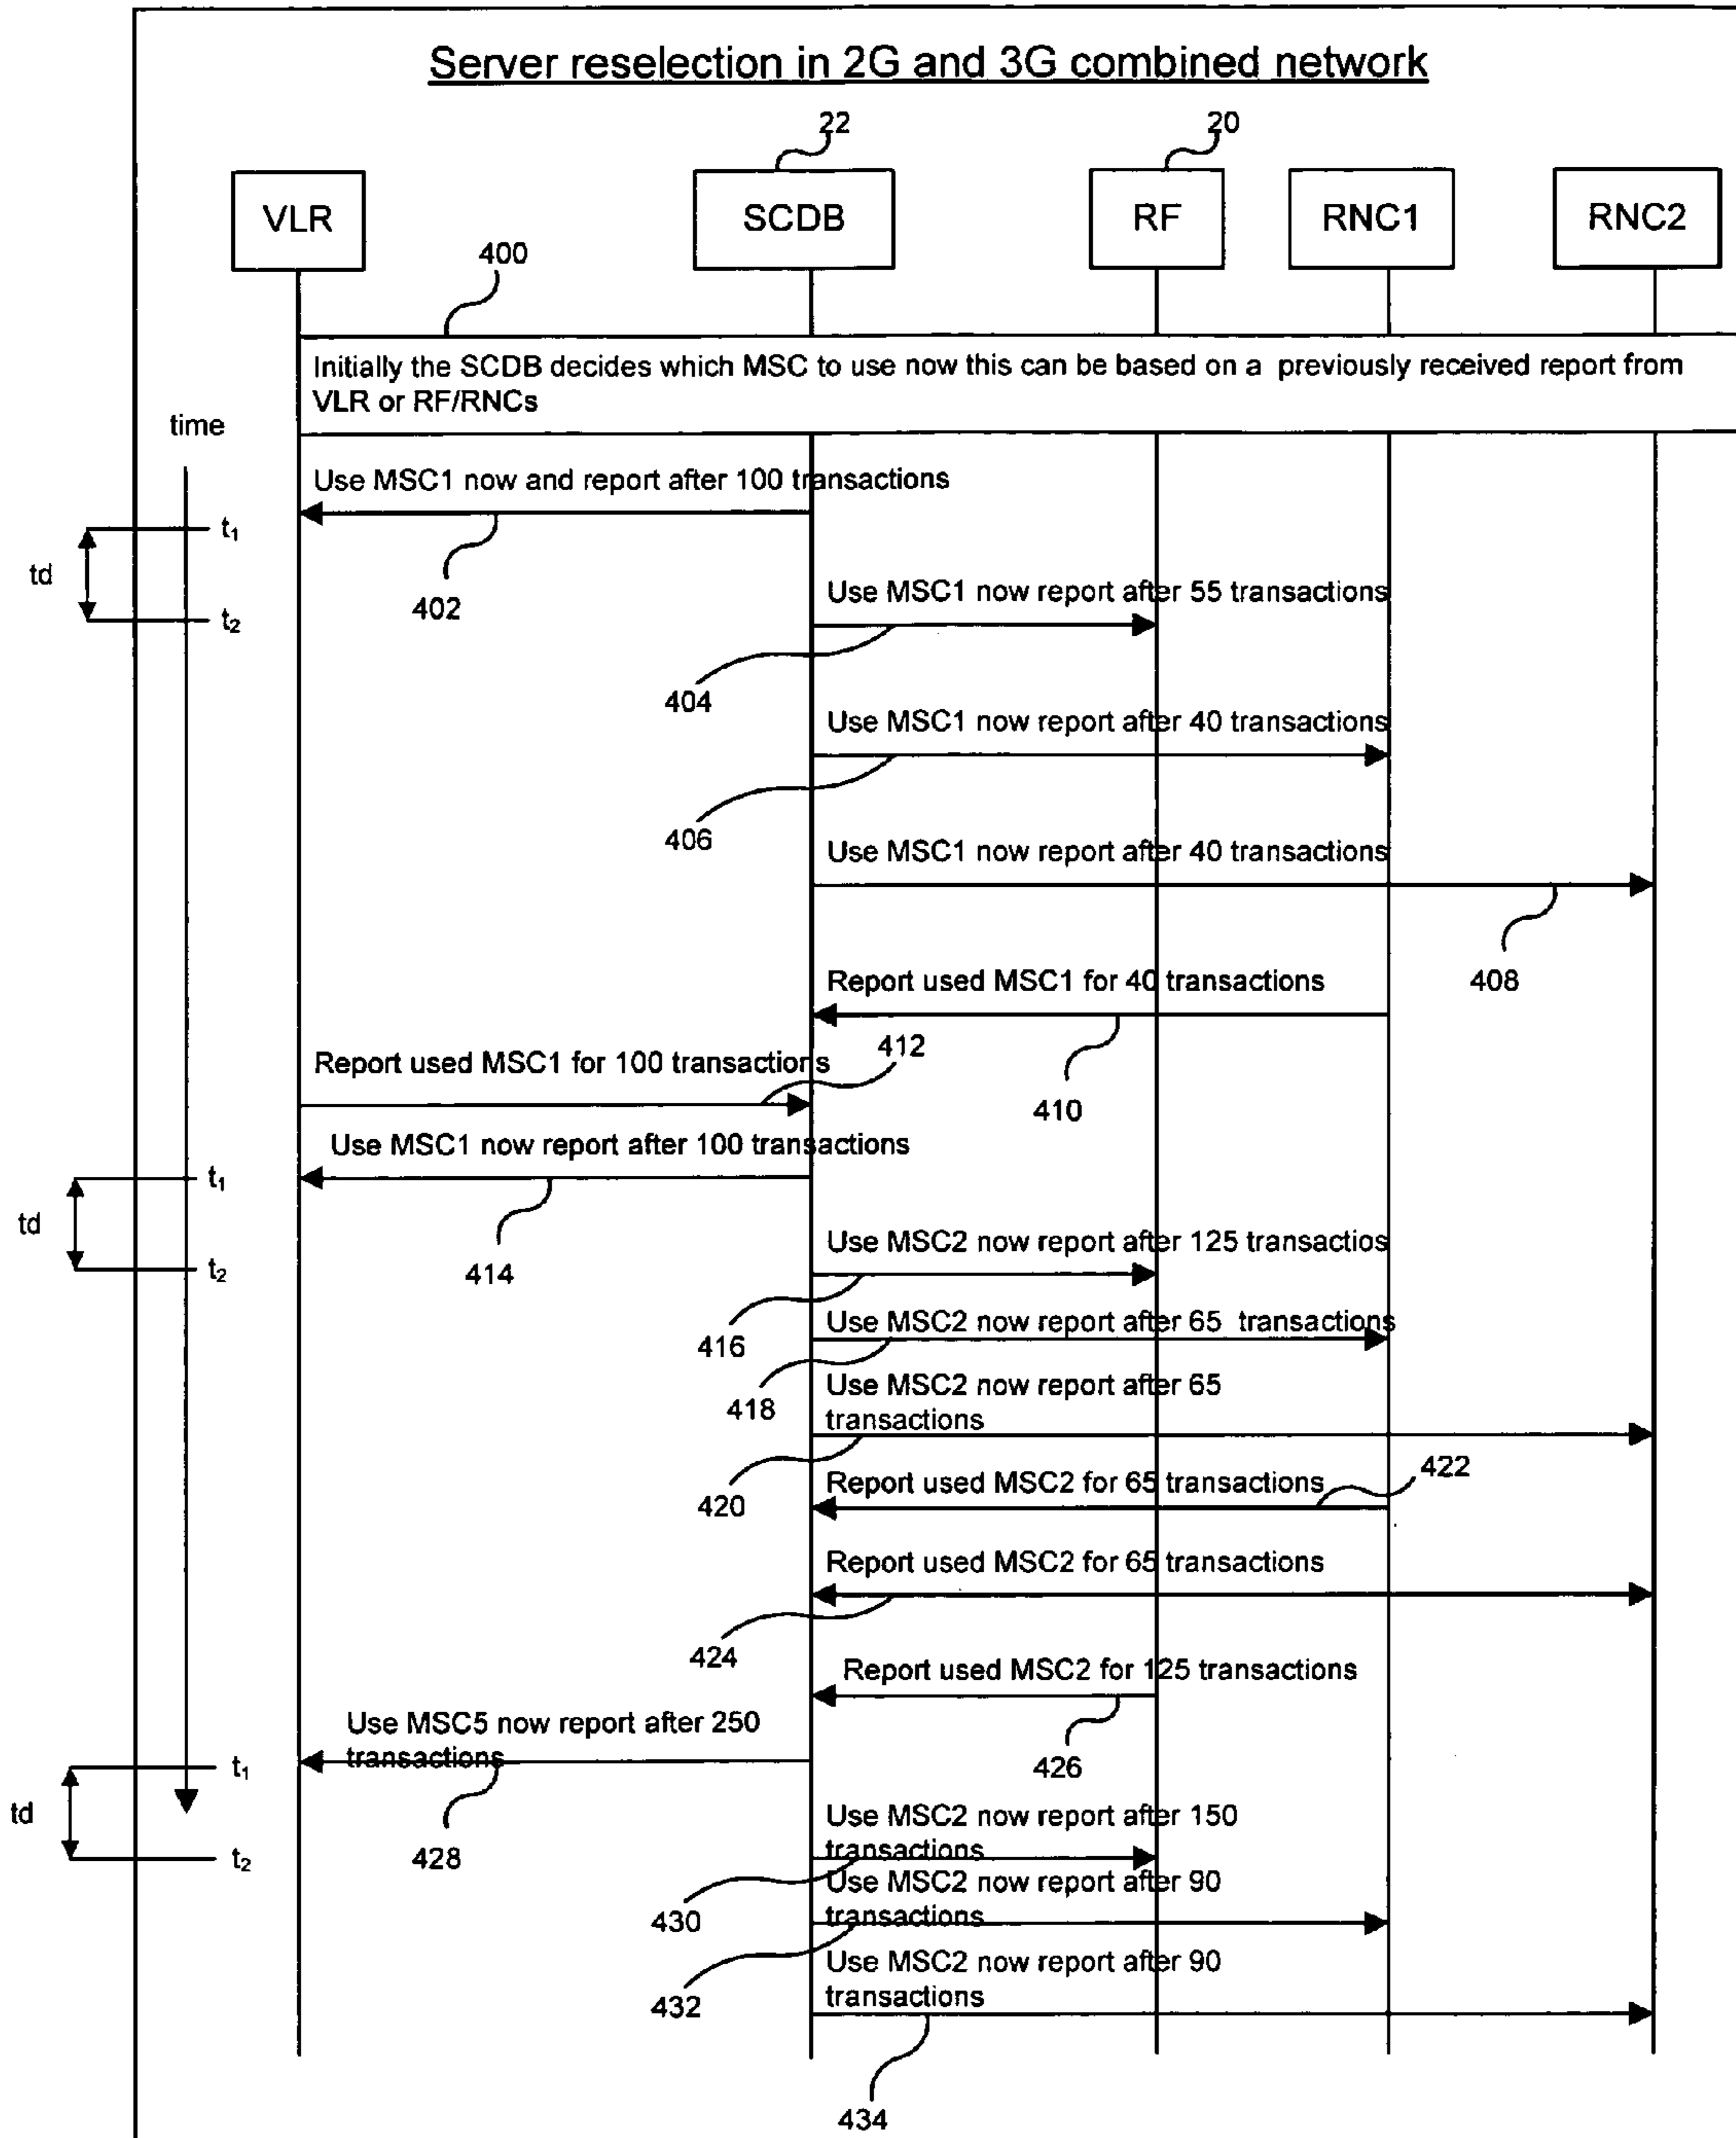 Server reselection in 2G and 3G combined network
22
20
VLR
SCDB
RF
RNC1
RNC2
400
Initially the SCDB decides which MSC to use now this can be based on a previously received report from
VLR or RF/RNCs
time
Use MSC1 now and report after 100 transactions
t₁
td
402
Use MSC1 now report after 55 transactions
t₂
404
Use MSC1 now report after 40 transactions
406
Use MSC1 now report after 40 transactions
408
Report used MSC1 for 40 transactions
412
Report used MSC1 for 100 transactions
410
Use MSC1 now report after 100 transactions
t₁
td
Use MSC2 now report after 125 transactios
t₂
414
416
Use MSC2 now report after 65 transactions
418
Use MSC2 now report after 65
transactions
420
Report used MSC2 for 65 transactions
422
Report used MSC2 for 65 transactions
424
Report used MSC2 for 125 transactions
Use MSC5 now report after 250
transactions
426
t₁
td
Use MSC2 now report after 150
transactions
t₂
428
430
Use MSC2 now report after 90
transactions
432
Use MSC2 now report after 90
transactions
434